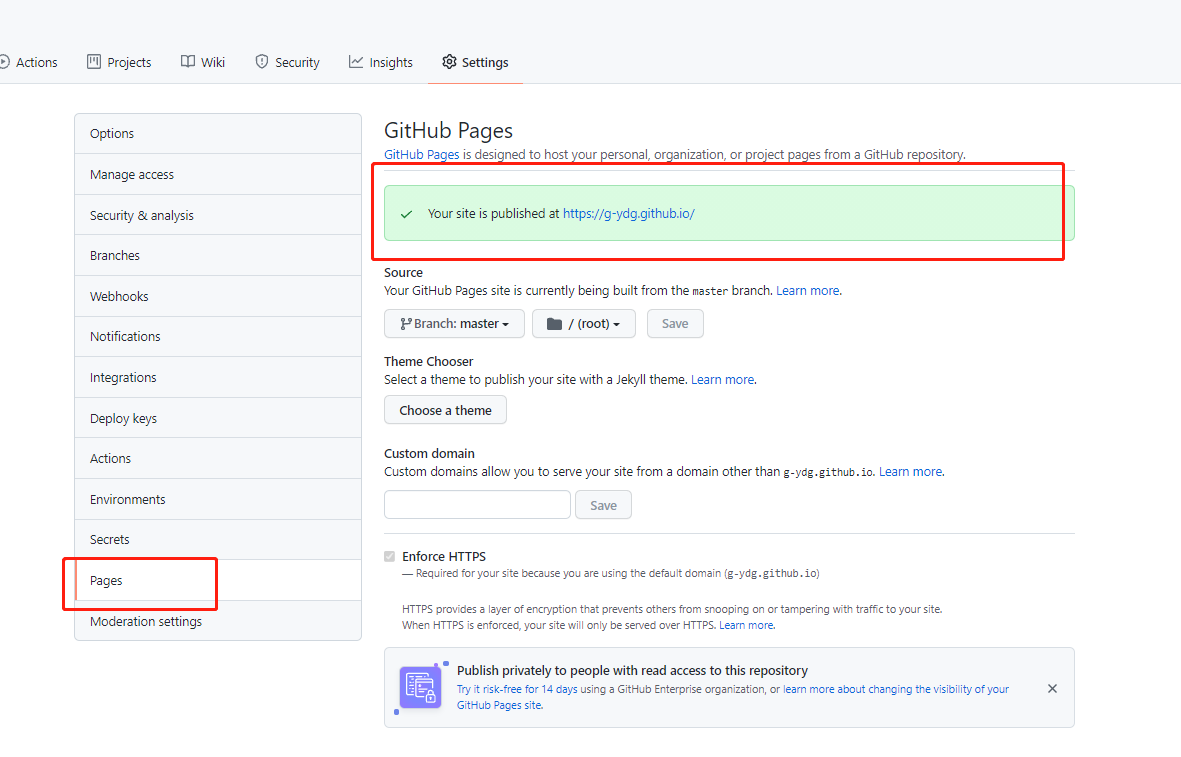 Actions Projects Wiki Security Insights Settings
Options
Manage access
Security & analysis
Branches
Webhooks
Notifications
Integrations
Deploy keys
Actions
Environments
Secrets
Pages
Moderation settings
GitHub Pages
GitHub Pages is designed to host your personal, organization, or project pages from a GitHub repository.
Your site is published at https://g-ydg.github.io/
Source
Your GitHub Pages site is currently being built from the master branch. Learn more.
Branch: master / (root) Save
Theme Chooser
Select a theme to publish your site with a Jekyll theme. Learn more.
Choose a theme
Custom domain
Custom domains allow you to serve your site from a domain other than g-ydg.github.io. Learn more.
Save
Enforce HTTPS
— Required for your site because you are using the default domain (g-ydg.github.io)
HTTPS provides a layer of encryption that prevents others from snooping on or tampering with traffic to your site.
When HTTPS is enforced, your site will only be served over HTTPS. Learn more.
Publish privately to people with read access to this repository
Try it risk-free for 14 days using a GitHub Enterprise organization, or learn more about changing the visibility of your
GitHub Pages site.